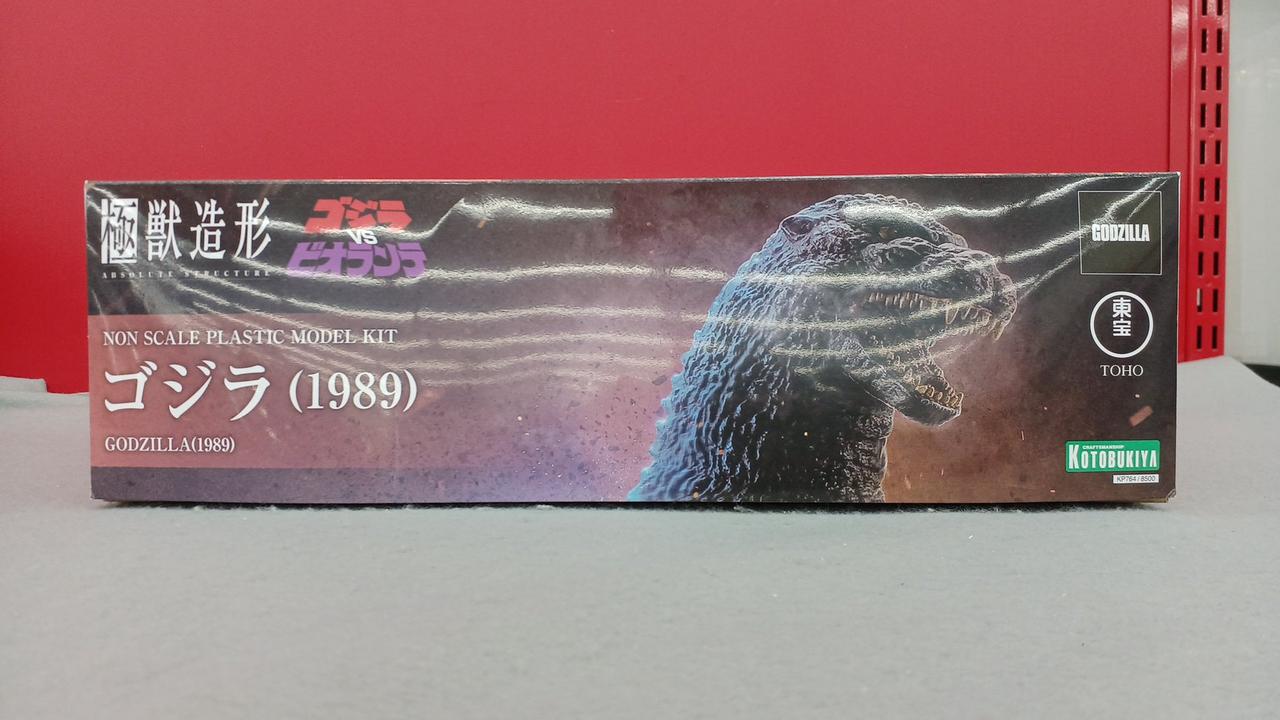 極獣造形
ABSOLUTE STRUCTURE
ゴジラ
VS
ビオランテ
NON SCALE PLASTIC MODEL KIT
ゴジラ (1989)
GODZILLA(1989)
GODZILLA
東宝
TOHO
CRAFTSMANSHIP
KOTOBUKIYA
KP764 / 8500